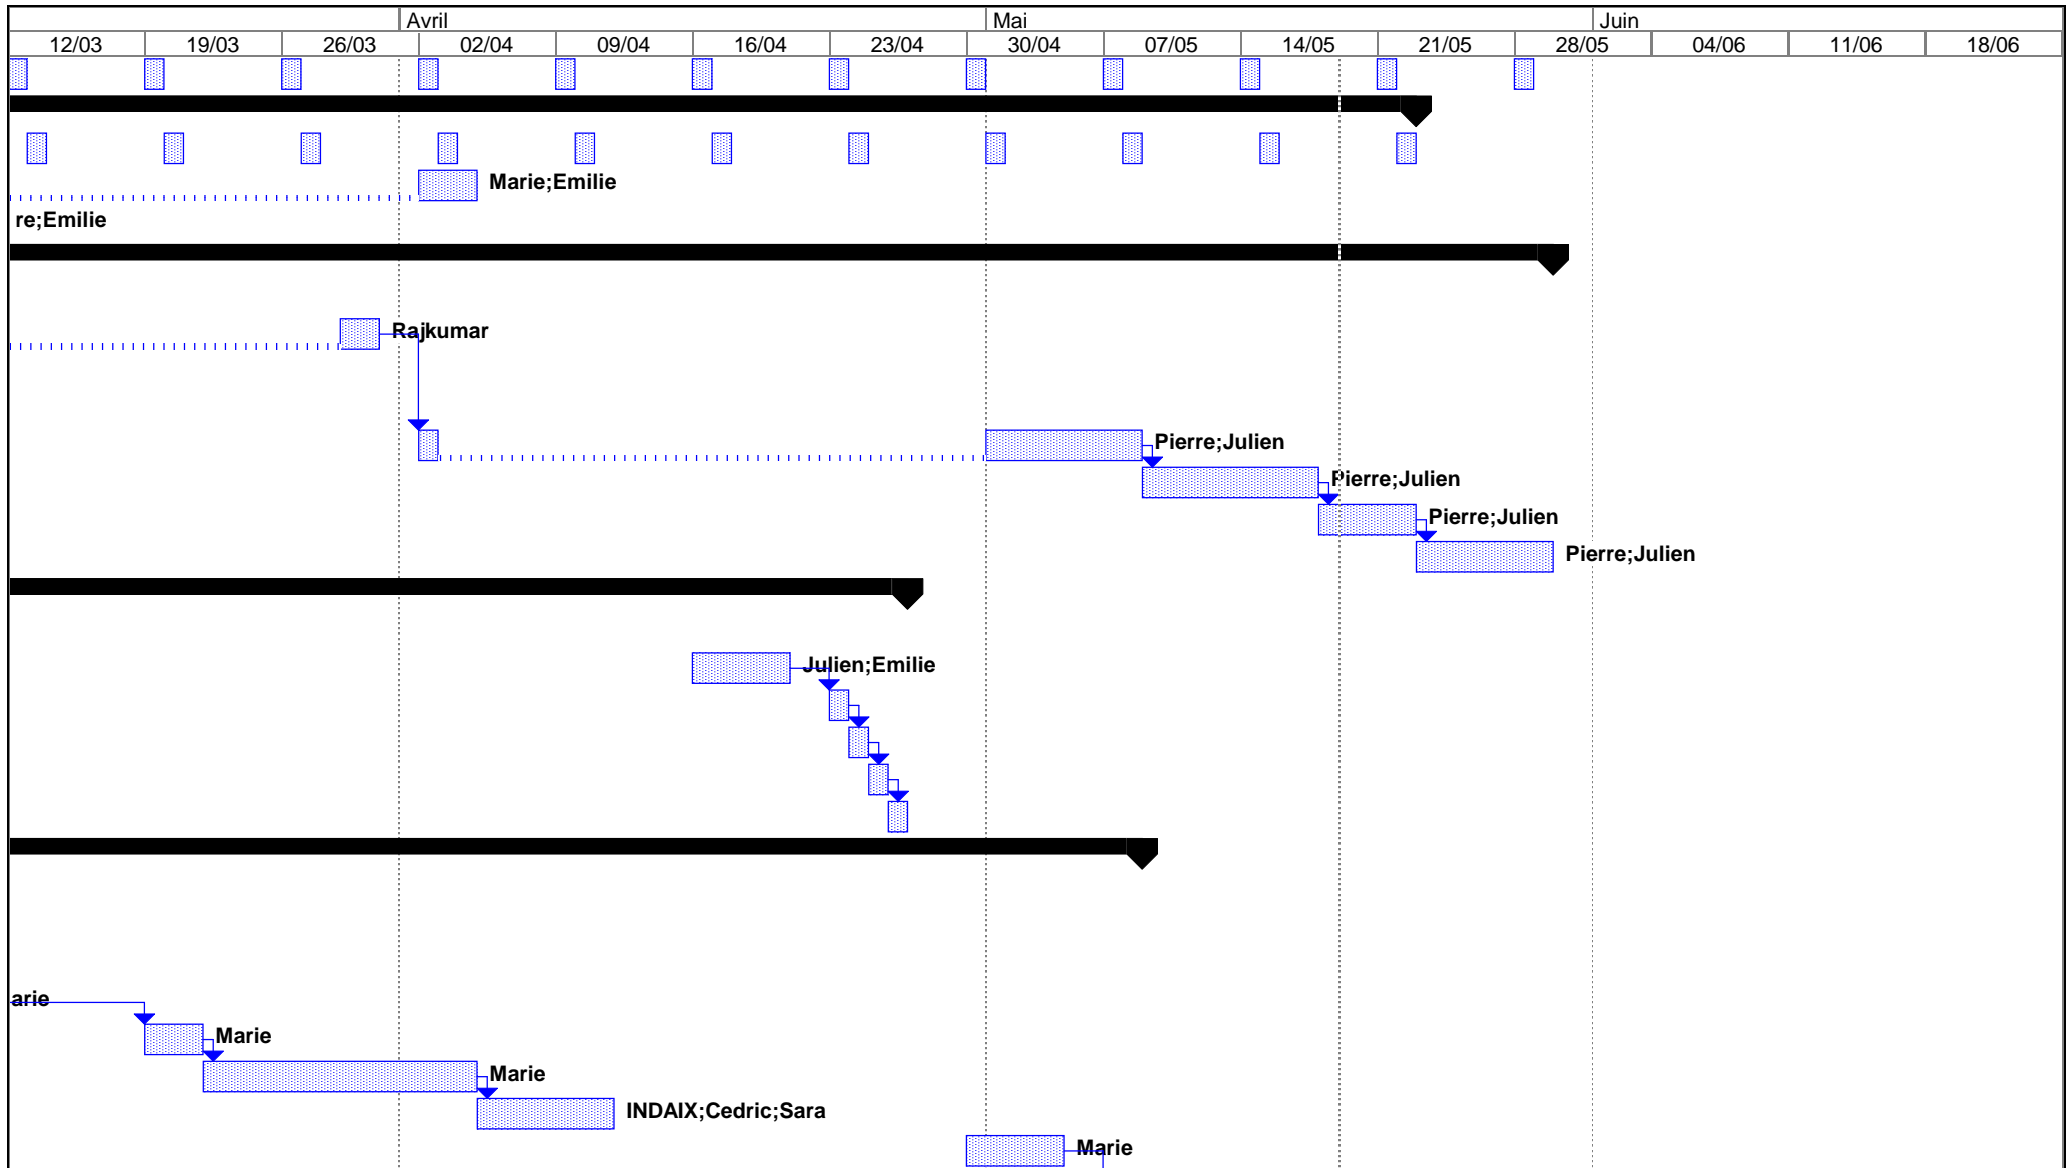 Avril Mai Juin
12/03 19/03 26/03 02/04 09/04 16/04 23/04 30/04 07/05 14/05 21/05 28/05 04/06 11/06 18/06
Marie;Emilie
re;Emilie
Rajkumar
Pierre;Julien
Pierre;Julien
Pierre;Julien
Pierre;Julien
Julien;Emilie
arie
Marie
Marie
INDAIX;Cedric;Sara
Marie